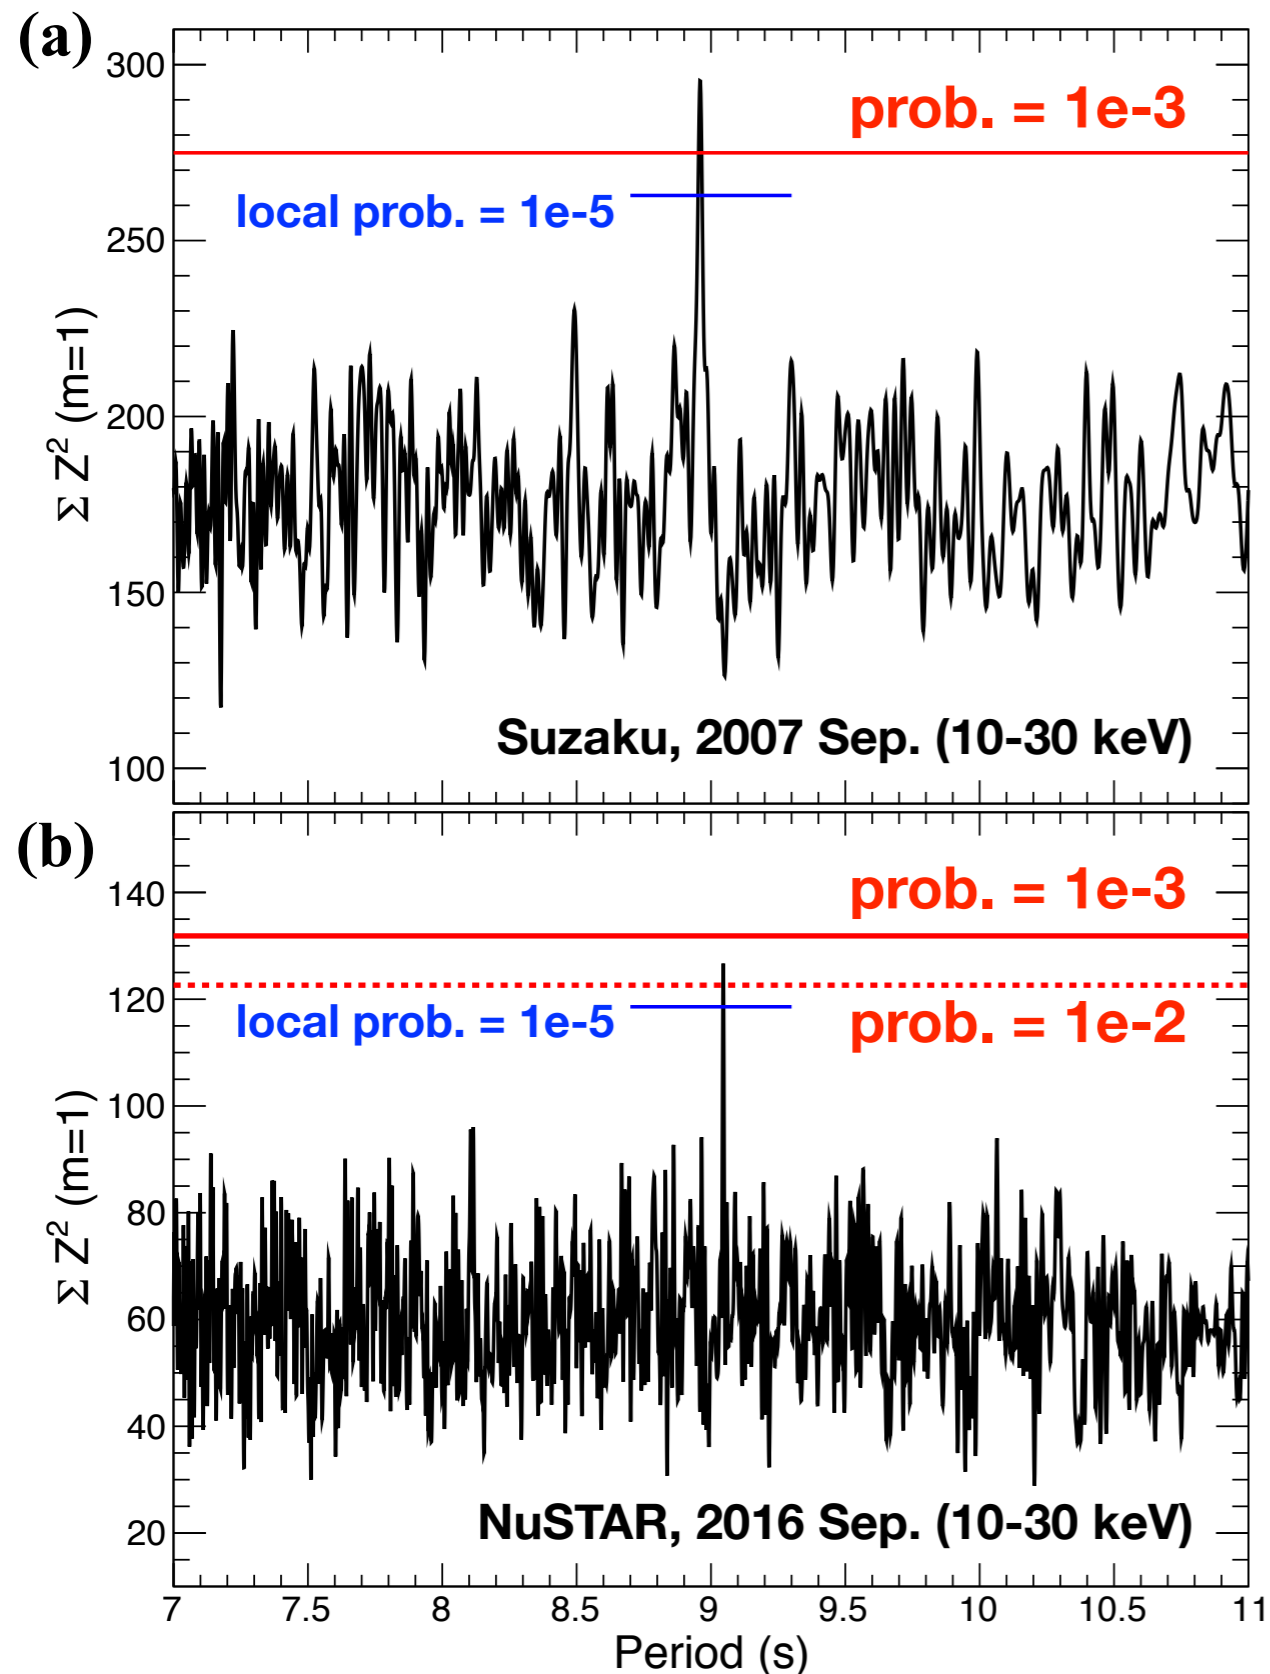 (a)
300
250
200
150
100
Σ Z² (m=1)
prob. = 1e-3
local prob. = 1e-5
Suzaku, 2007 Sep. (10-30 keV)
(b)
140
120
100
80
60
40
20
Σ Z² (m=1)
prob. = 1e-3
local prob. = 1e-5
prob. = 1e-2
NuSTAR, 2016 Sep. (10-30 keV)
7 7.5 8 8.5 9 9.5 10 10.5 11
Period (s)